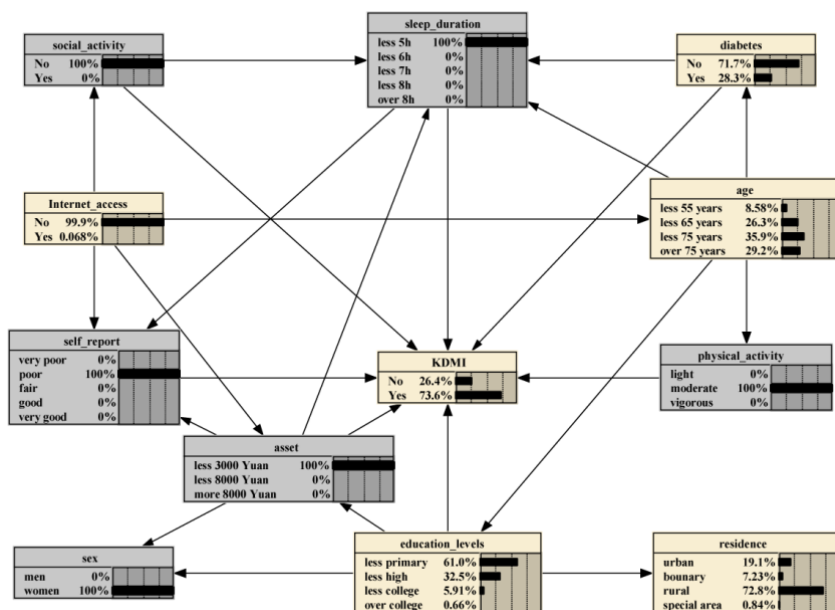 social_activity
No 100%
Yes 0%
sleep_duration
less 5h 100%
less 6h 0%
less 7h 0%
less 8h 0%
over 8h 0%
diabetes
No 71.7%
Yes 28.3%
Internet_access
No 99.9%
Yes 0.068%
age
less 55 years 8.58%
less 65 years 26.3%
less 75 years 35.9%
over 75 years 29.2%
self_report
very poor 0%
poor 100%
fair 0%
good 0%
very good 0%
KDMI
No 26.4%
Yes 73.6%
physical_activity
light 0%
moderate 100%
vigorous 0%
asset
less 3000 Yuan 100%
less 8000 Yuan 0%
more 8000 Yuan 0%
sex
men 0%
women 100%
education_levels
less primary 61.0%
less high 32.5%
less college 5.91%
over college 0.66%
residence
urban 19.1%
bounary 7.23%
rural 72.8%
special area 0.84%